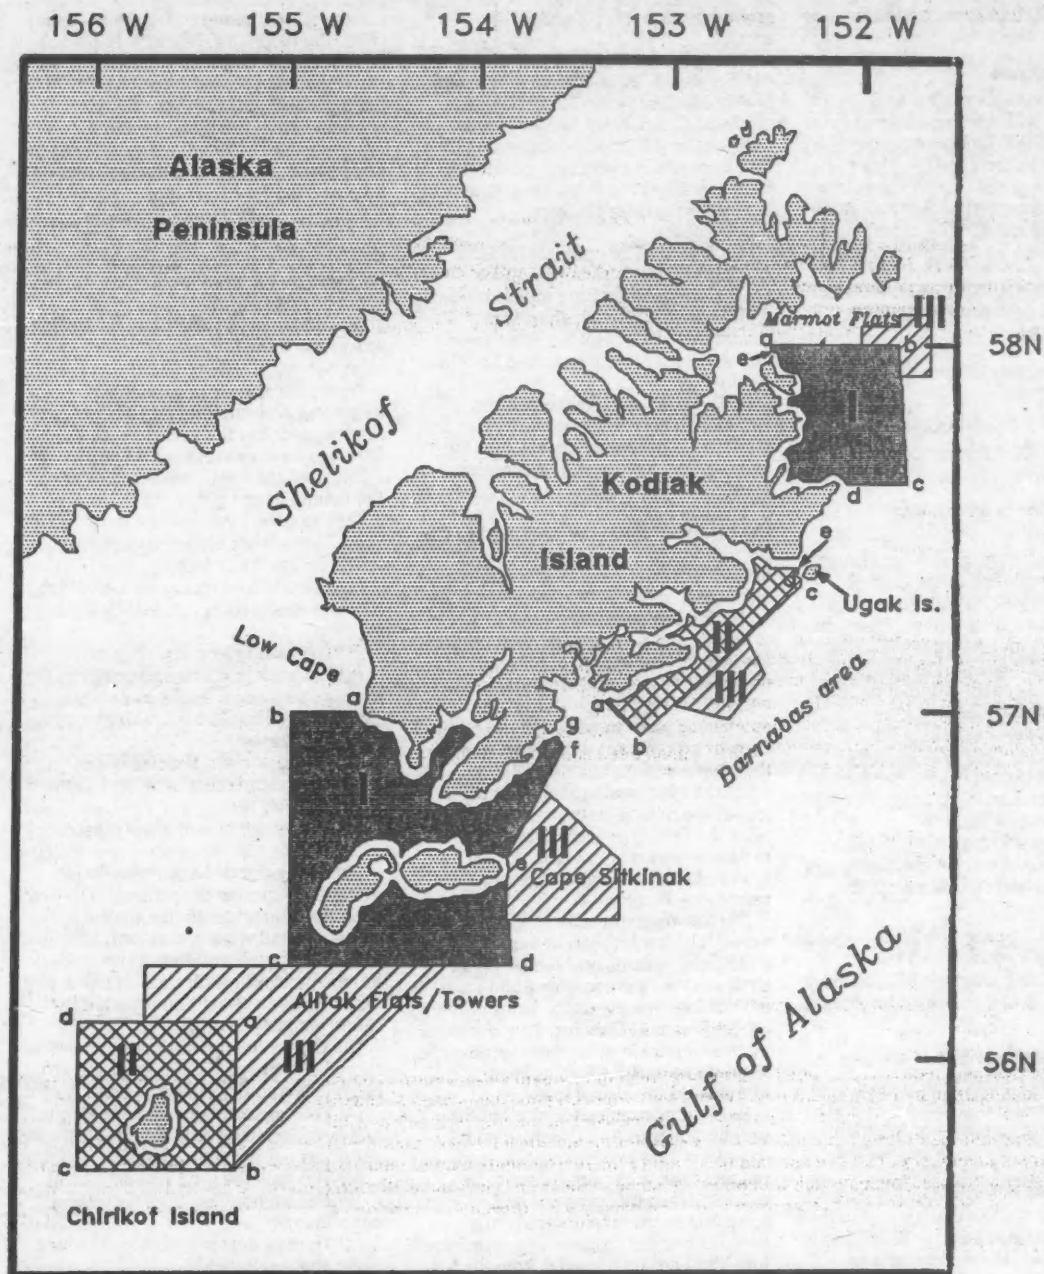 156 W 155 W 154 W 153 W 152 W
Alaska
Peninsula
Shelikof Strait
III
Marmot Flats
a
b
58N
e
I
Kodiak
d
c
Island
e
c
Ugak Is.
II
Low Cape
III
a
b
a
g
Barnabas area
57N
b
f
I
III
e
Cape Sitkinak
c
d
Alitak Flats/Towers
d
a
II
III
Gulf of Alaska
56N
c
b
Chirikof Island